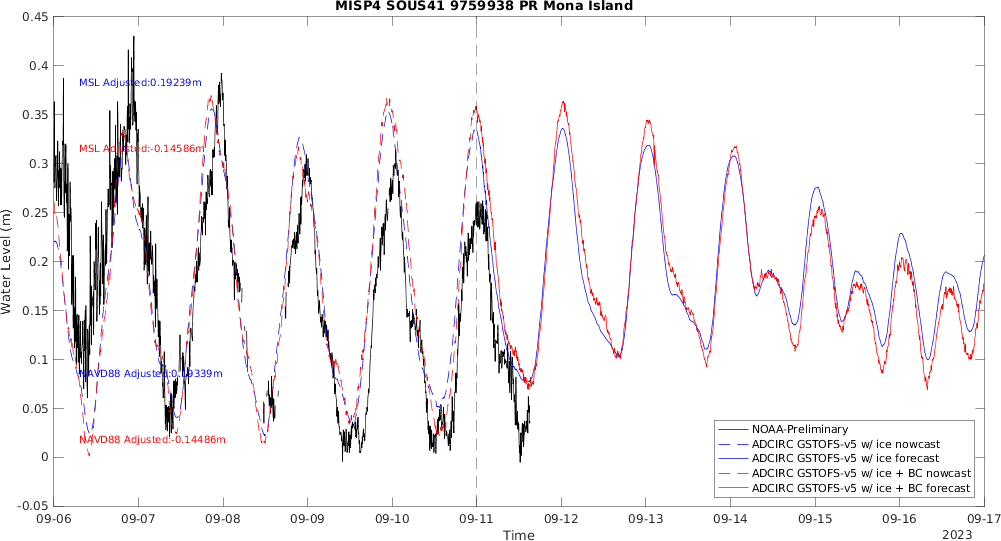 MISP4 SOUS41 9759938 PR Mona Island
0.45
0.4
0.35
0.3
0.25
0.2
0.15
0.1
0.05
0
-0.05
Water Level (m)
MSL Adjusted:0.19239m
MSL Adjusted:-0.14586m
NAVD88 Adjusted:0.19339m
NAVD88 Adjusted:-0.14486m
NOAA-Preliminary
ADCIRC GSTOFS-v5 w/ ice nowcast
ADCIRC GSTOFS-v5 w/ ice forecast
ADCIRC GSTOFS-v5 w/ ice + BC nowcast
ADCIRC GSTOFS-v5 w/ ice + BC forecast
09-06 09-07 09-08 09-09 09-10 09-11 09-12 09-13 09-14 09-15 09-16 09-17
Time
2023